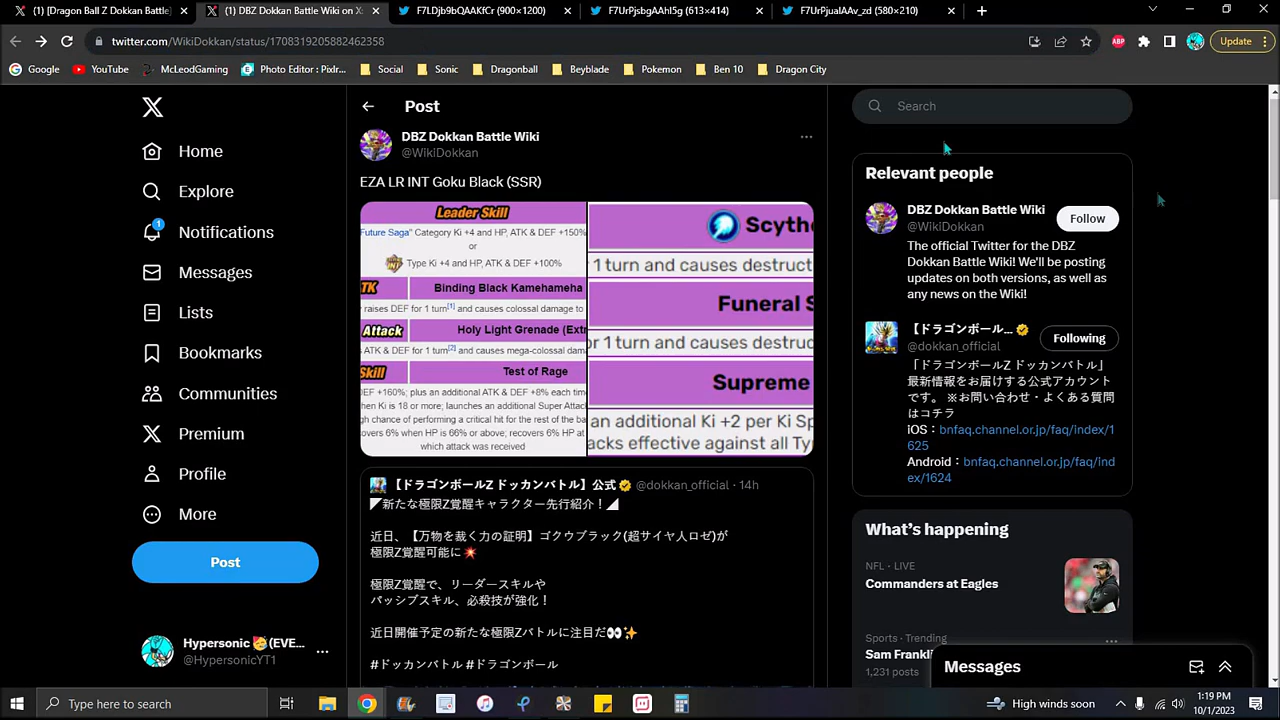 (1) [Dragon Ball Z Dokkan Battle]
(1) DBZ Dokkan Battle Wiki on X
F7LDj9bQAAKfCr (900×1200)
F7UrPjsbgAAhl5g (613×414)
F7UrPjuaIAAv_zd (580×210)
twitter.com/WikiDokkan/status/1708319205882462358
ABP
Update
Google
YouTube
McLeodGaming
Photo Editor : Pixlr...
Social
Sonic
Dragonball
Beyblade
Pokemon
Ben 10
Dragon City
Home
Explore
1
Notifications
Messages
Lists
Bookmarks
Communities
Premium
Profile
More
Post
Hypersonic 🥳 (EVE...
@HypersonicYT1
Post
DBZ Dokkan Battle Wiki
@WikiDokkan
EZA LR INT Goku Black (SSR)
Leader Skill
Future Saga" Category Ki +4 and HP, ATK & DEF +150%
or
Type Ki +4 and HP, ATK & DEF +100%
TK
Binding Black Kamehameha
raises DEF for 1 turn[1] and causes colossal damage to
Attack
Holy Light Grenade (Extr
ATK & DEF for 1 turn[2] and causes mega-colossal dam
Skill
Test of Rage
EF +160%; plus an additional ATK & DEF +8% each time
hen Ki is 18 or more; launches an additional Super Attack
gh chance of performing a critical hit for the rest of the ba
overs 6% when HP is 66% or above; recovers 6% HP at
which attack was received
Scythe
r 1 turn and causes destruct
Funeral S
or 1 turn and causes destruc
Supreme
an additional Ki +2 per Ki Sp
acks effective against all Typ
【ドラゴンボールZ ドッカンバトル】公式
@dokkan_official · 14h
◤新たな極限Z覚醒キャラクター先行紹介！◢
近日、【万物を裁く力の証明】ゴクウブラック(超サイヤ人ロゼ)が
極限Z覚醒可能に💥
極限Z覚醒で、リーダースキルや
パッシブスキル、必殺技が強化！
近日開催予定の新たな極限Zバトルに注目だ👀✨
#ドッカンバトル #ドラゴンボール
Search
Relevant people
DBZ Dokkan Battle Wiki
@WikiDokkan
Follow
The official Twitter for the DBZ
Dokkan Battle Wiki! We'll be posting
updates on both versions, as well as
any news on the Wiki!
【ドラゴンボール...
@dokkan_official
Following
「ドラゴンボールZ ドッカンバトル」
最新情報をお届けする公式アカウント
です。 ※お問い合わせ・よくある質問
はコチラ
iOS：bnfaq.channel.or.jp/faq/index/1
625
Android：bnfaq.channel.or.jp/faq/ind
ex/1624
What's happening
NFL · LIVE
Commanders at Eagles
Sports · Trending
Sam Frankli
1,231 posts
Messages
Type here to search
High winds soon
1:19 PM
10/1/2023